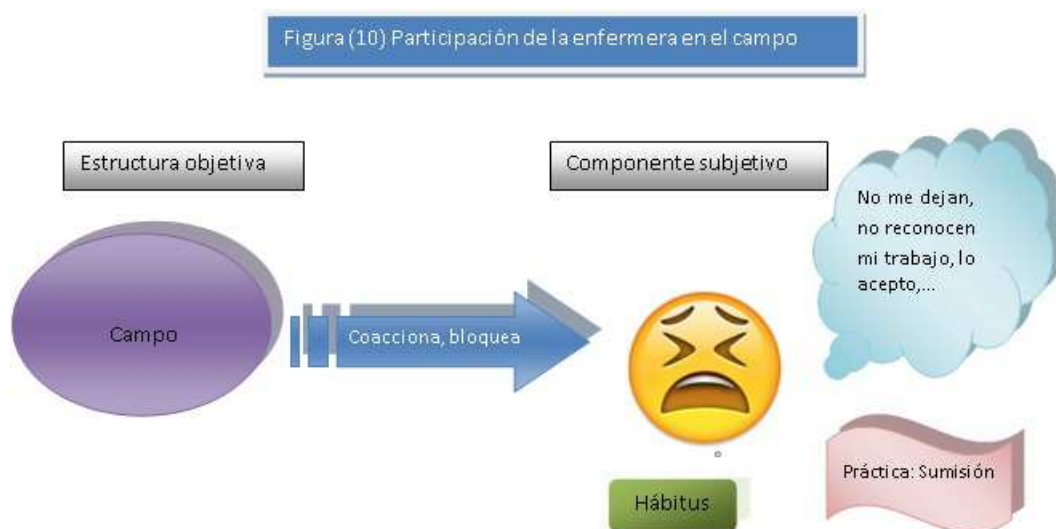 Figura (10) Participación de la enfermera en el campo
Estructura objetiva
Componente subjetivo
No me dejan,
no reconocen
mi trabajo, lo
acepto,...
Campo
Coacciona, bloquea
Práctica: Sumisión
Hábitus